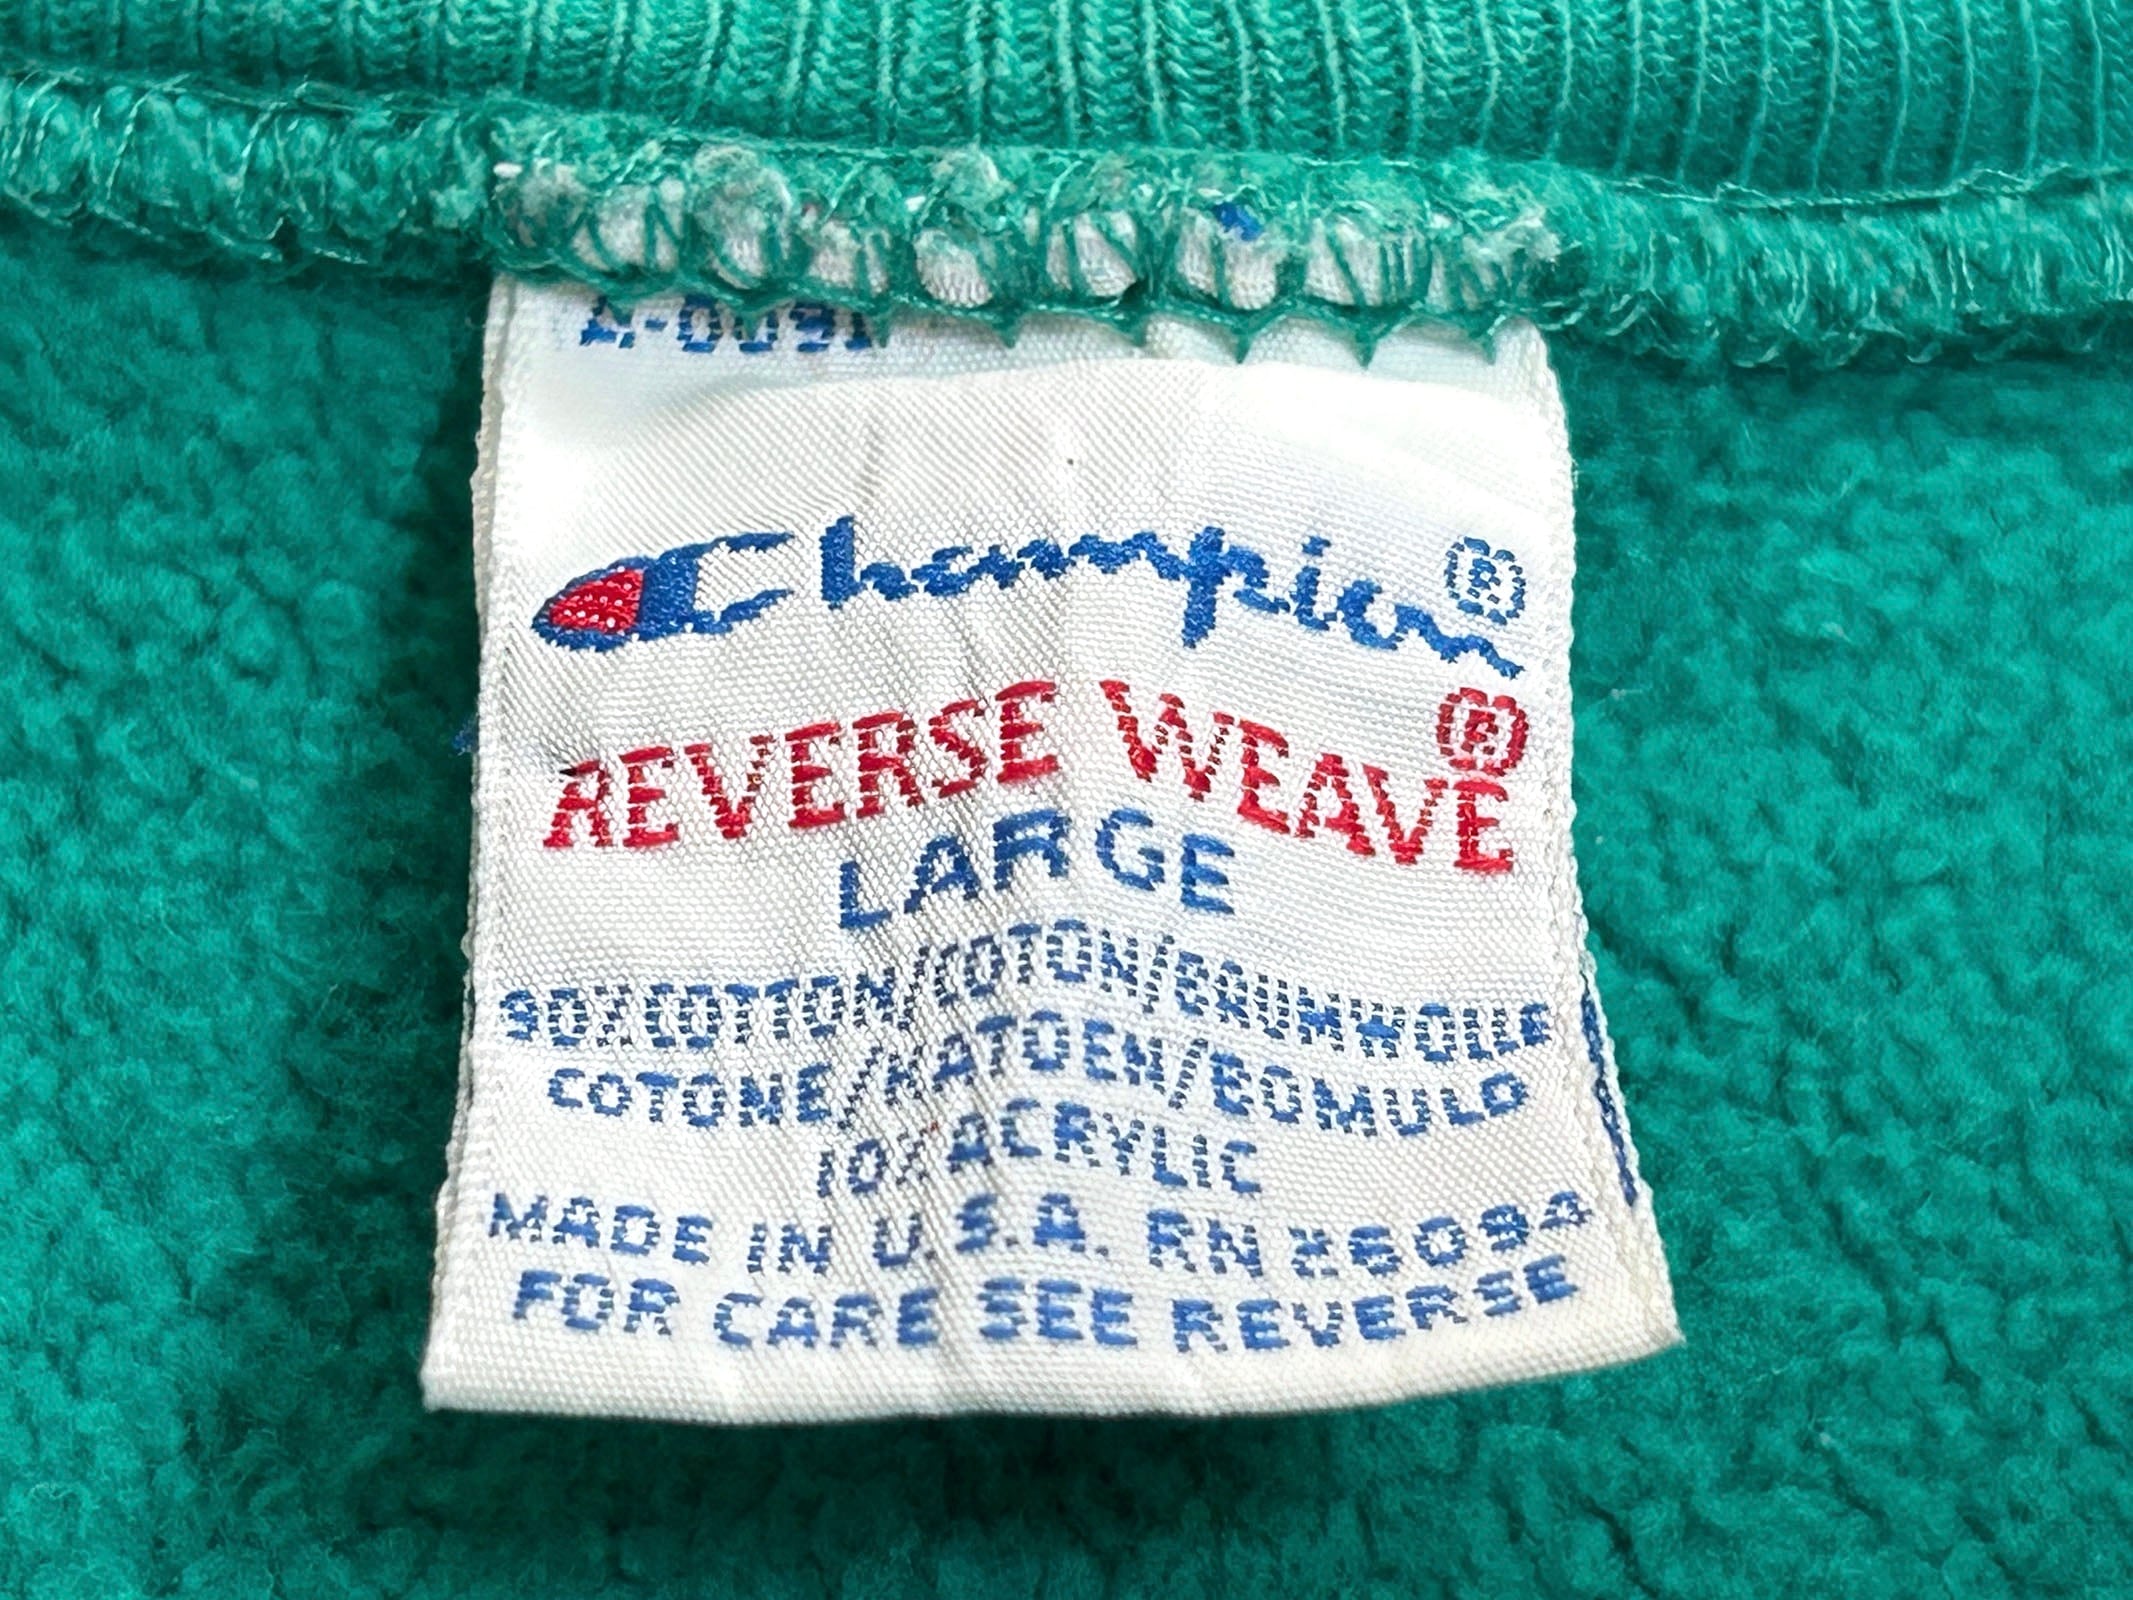 A-0091
Champion®
REVERSE WEAVE®
LARGE
90%COTTON/COTON/BAUMWOLLE
COTONE/KATOEN/BOMULD
10%ACRYLIC
MADE IN U.S.A. RN 26094
FOR CARE SEE REVERSE